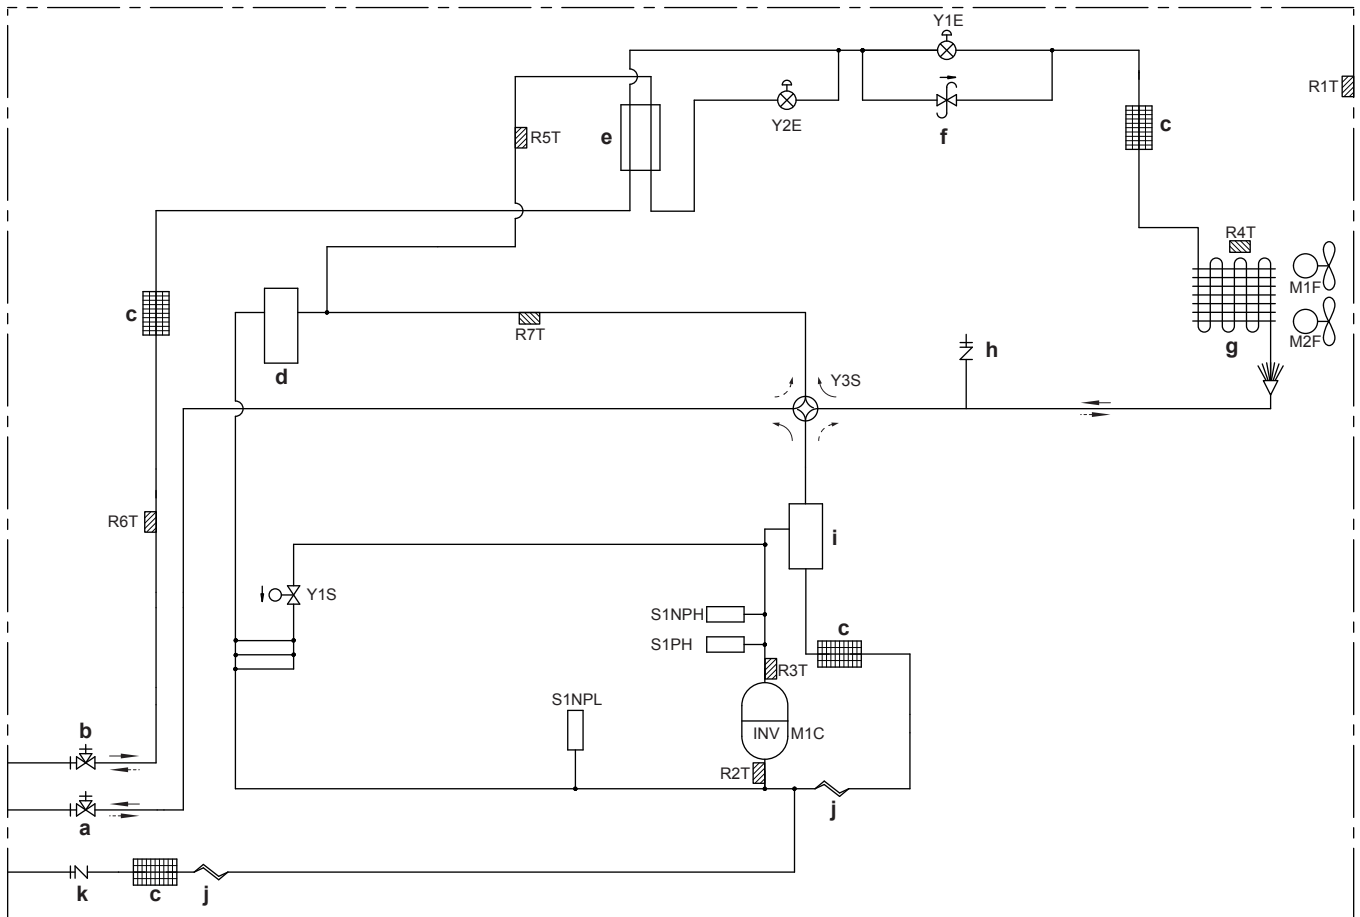 Y1E
R1T
Y2E
f
c
R5T
e
R4T
M1F
M2F
g
c
R7T
d
h
Y3S
R6T
i
Y1S
S1NPH
S1PH
c
R3T
S1NPL
INV
M1C
R2T
b
a
j
k
c
j